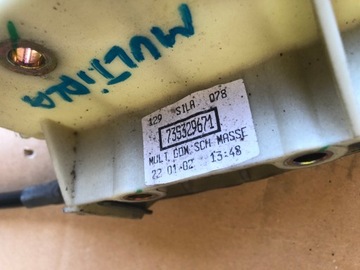 MULTIPLA
129 SILA 078
735329671
MULT.COM.SCH MASSE
22 01.02 13:48